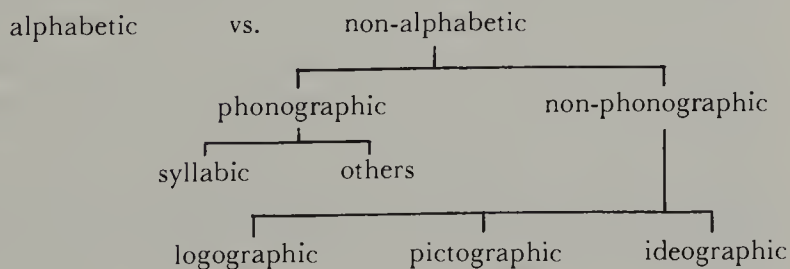 alphabetic vs. non-alphabetic
phonographic non-phonographic
syllabic others
logographic pictographic ideographic